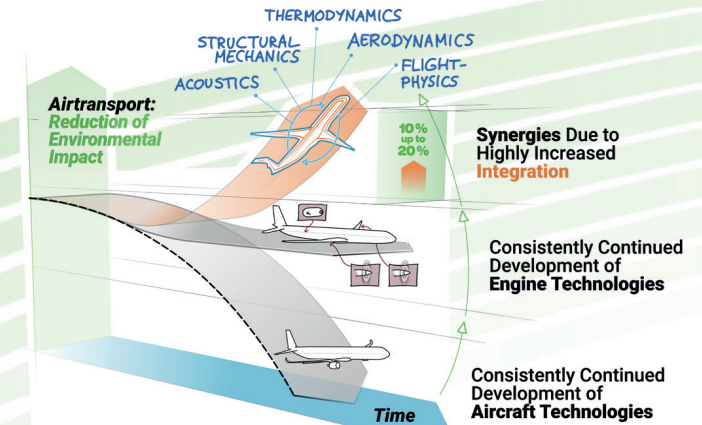 THERMODYNAMICS
STRUCTURAL
MECHANICS
AERODYNAMICS
ACOUSTICS
FLIGHT-
PHYSICS
Airtransport:
Reduction of
Environmental
Impact
10%
up to
20%
Synergies Due to
Highly Increased
Integration
Consistently Continued
Development of
Engine Technologies
Consistently Continued
Development of
Aircraft Technologies
Time